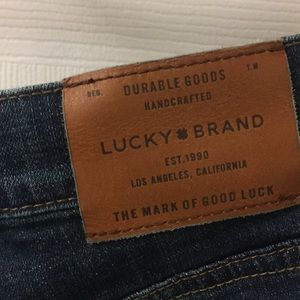 DURABLE GOODS
REG. T.M.
HANDCRAFTED
LUCKY BRAND
EST. 1990
LOS ANGELES, CALIFORNIA
THE MARK OF GOOD LUCK